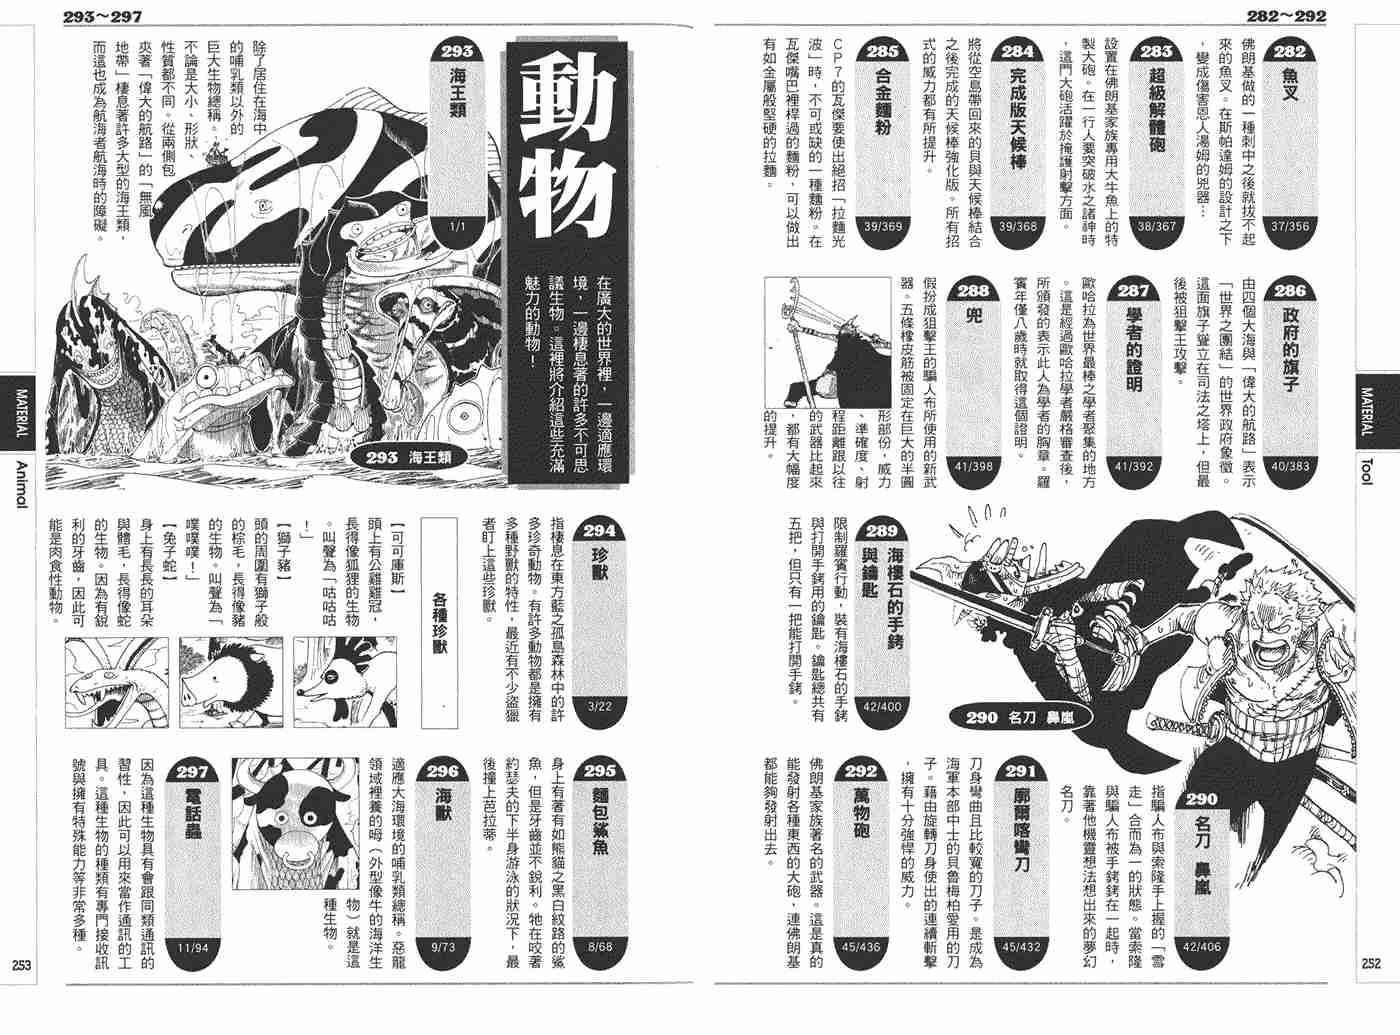 282～292
282
魚叉
37/356
佛朗基做的一種刺中之後就拔不起
來的魚叉。在斯帕達姆的設計之下
，變成傷害恩人湯姆的兇器…
283
超級解體砲
38/367
設置在佛朗基家族專用大牛魚上的特
製大砲。在一行人要突破水之諸神時
，這門大砲活躍於掩護射擊方面。
284
完成版天候棒
39/368
將從空島帶回來的貝與天候棒結合
之後完成的天候棒強化版。所有招
式的威力都有所提升。
285
合金麵粉
39/369
ＣＰ７的瓦傑要使出絕招「拉麵光
波」時，不可或缺的一種麵粉。在
瓦傑嘴巴裡桿過的麵粉，可以做出
有如金屬般堅硬的拉麵。
286
政府的旗子
40/383
由四個大海與「偉大的航路」表示
「世界之團結」的世界政府象徵。
這面旗子聳立在司法之塔上，但最
後被狙擊王攻擊。
287
學者的證明
41/392
歐哈拉為世界最棒之學者聚集的地方
。這是經過歐哈拉學者嚴格審查後，
所頒發的表示此人為學者的胸章。羅
賓年僅八歲時就取得這個證明。
288
兜
41/398
假扮成狙擊王的騙人布所使用的新武
器。五條橡皮筋被固定在巨大的半圓
形部份，威力
、準確度、射
程距離跟以往
的武器比起來
，都有大幅度
的提升。
289
海樓石的手銬
與鑰匙
42/400
限制羅賓行動，裝有海樓石的手銬
與打開手銬用的鑰匙。鑰匙總共有
五把，但只有一把能打開手銬。
290 名刀 鼻嵐
290
名刀 鼻嵐
42/406
指騙人布與索隆手上握的「雪
走」合而為一的狀態。當索隆
與騙人布被手銬銬在一起時，
靠著他機靈想法想出來的夢幻
名刀。
291
廓爾喀彎刀
45/432
刀身彎曲且比較寬的刀子。是成為
海軍本部中士的貝魯梅柏愛用的刀
子。藉由旋轉刀身使出的連續斬擊
，擁有十分強悍的威力。
292
萬物砲
45/436
佛朗基家族著名的武器。這是真的
能發射各種東西的大砲，連佛朗基
都能夠發射出去。
MATERIAL
Tool
252
293～297
動物
在廣大的世界裡，一邊適應環
境，一邊棲息著的許多不可思
議生物。這裡將介紹這些充滿
魅力的動物！
293
海王類
1/1
除了居住在海中
的哺乳類以外的
巨大生物總稱。
不論是大小、形狀、
性質都不同。從兩側包
夾著「偉大的航路」的「無風
地帶」棲息著許多大型的海王類，
而這也成為航海者航海時的障礙。
293 海王類
294
珍獸
3/22
指棲息在東方藍之孤島森林中的許
多珍奇動物。有許多動物都是擁有
多種野獸的特性，最近有不少盜獵
者盯上這些珍獸。
各種珍獸
【可可庫斯】
頭上有公雞雞冠，
長得像狐狸的生物
。叫聲為「咕咕咕
！」
【獅子豬】
頭的周圍有獅子般
的棕毛，長得像豬
的生物。叫聲為「
噗噗噗！」
【兔子蛇】
身上有長長的耳朵
與體毛，長得像蛇
的生物。因為有銳
利的牙齒，因此可
能是肉食性動物。
295
麵包鯊魚
8/68
身上有著有如熊貓之黑白紋路的鯊
魚，但是牙齒並不銳利。牠在咬著
約瑟夫的下半身游泳的狀況下，最
後撞上芭拉蒂。
296
海獸
9/73
適應大海環境的哺乳類總稱。惡龍
領域裡養的哞（外型像牛的海洋生
物）就是這
種生物。
297
電話蟲
11/94
因為這種生物具有會跟同類通訊的
習性，因此可以用來當作通訊的工
具。這種生物的種類有專門接收訊
號與擁有特殊能力等非常多種。
MATERIAL
Animal
253